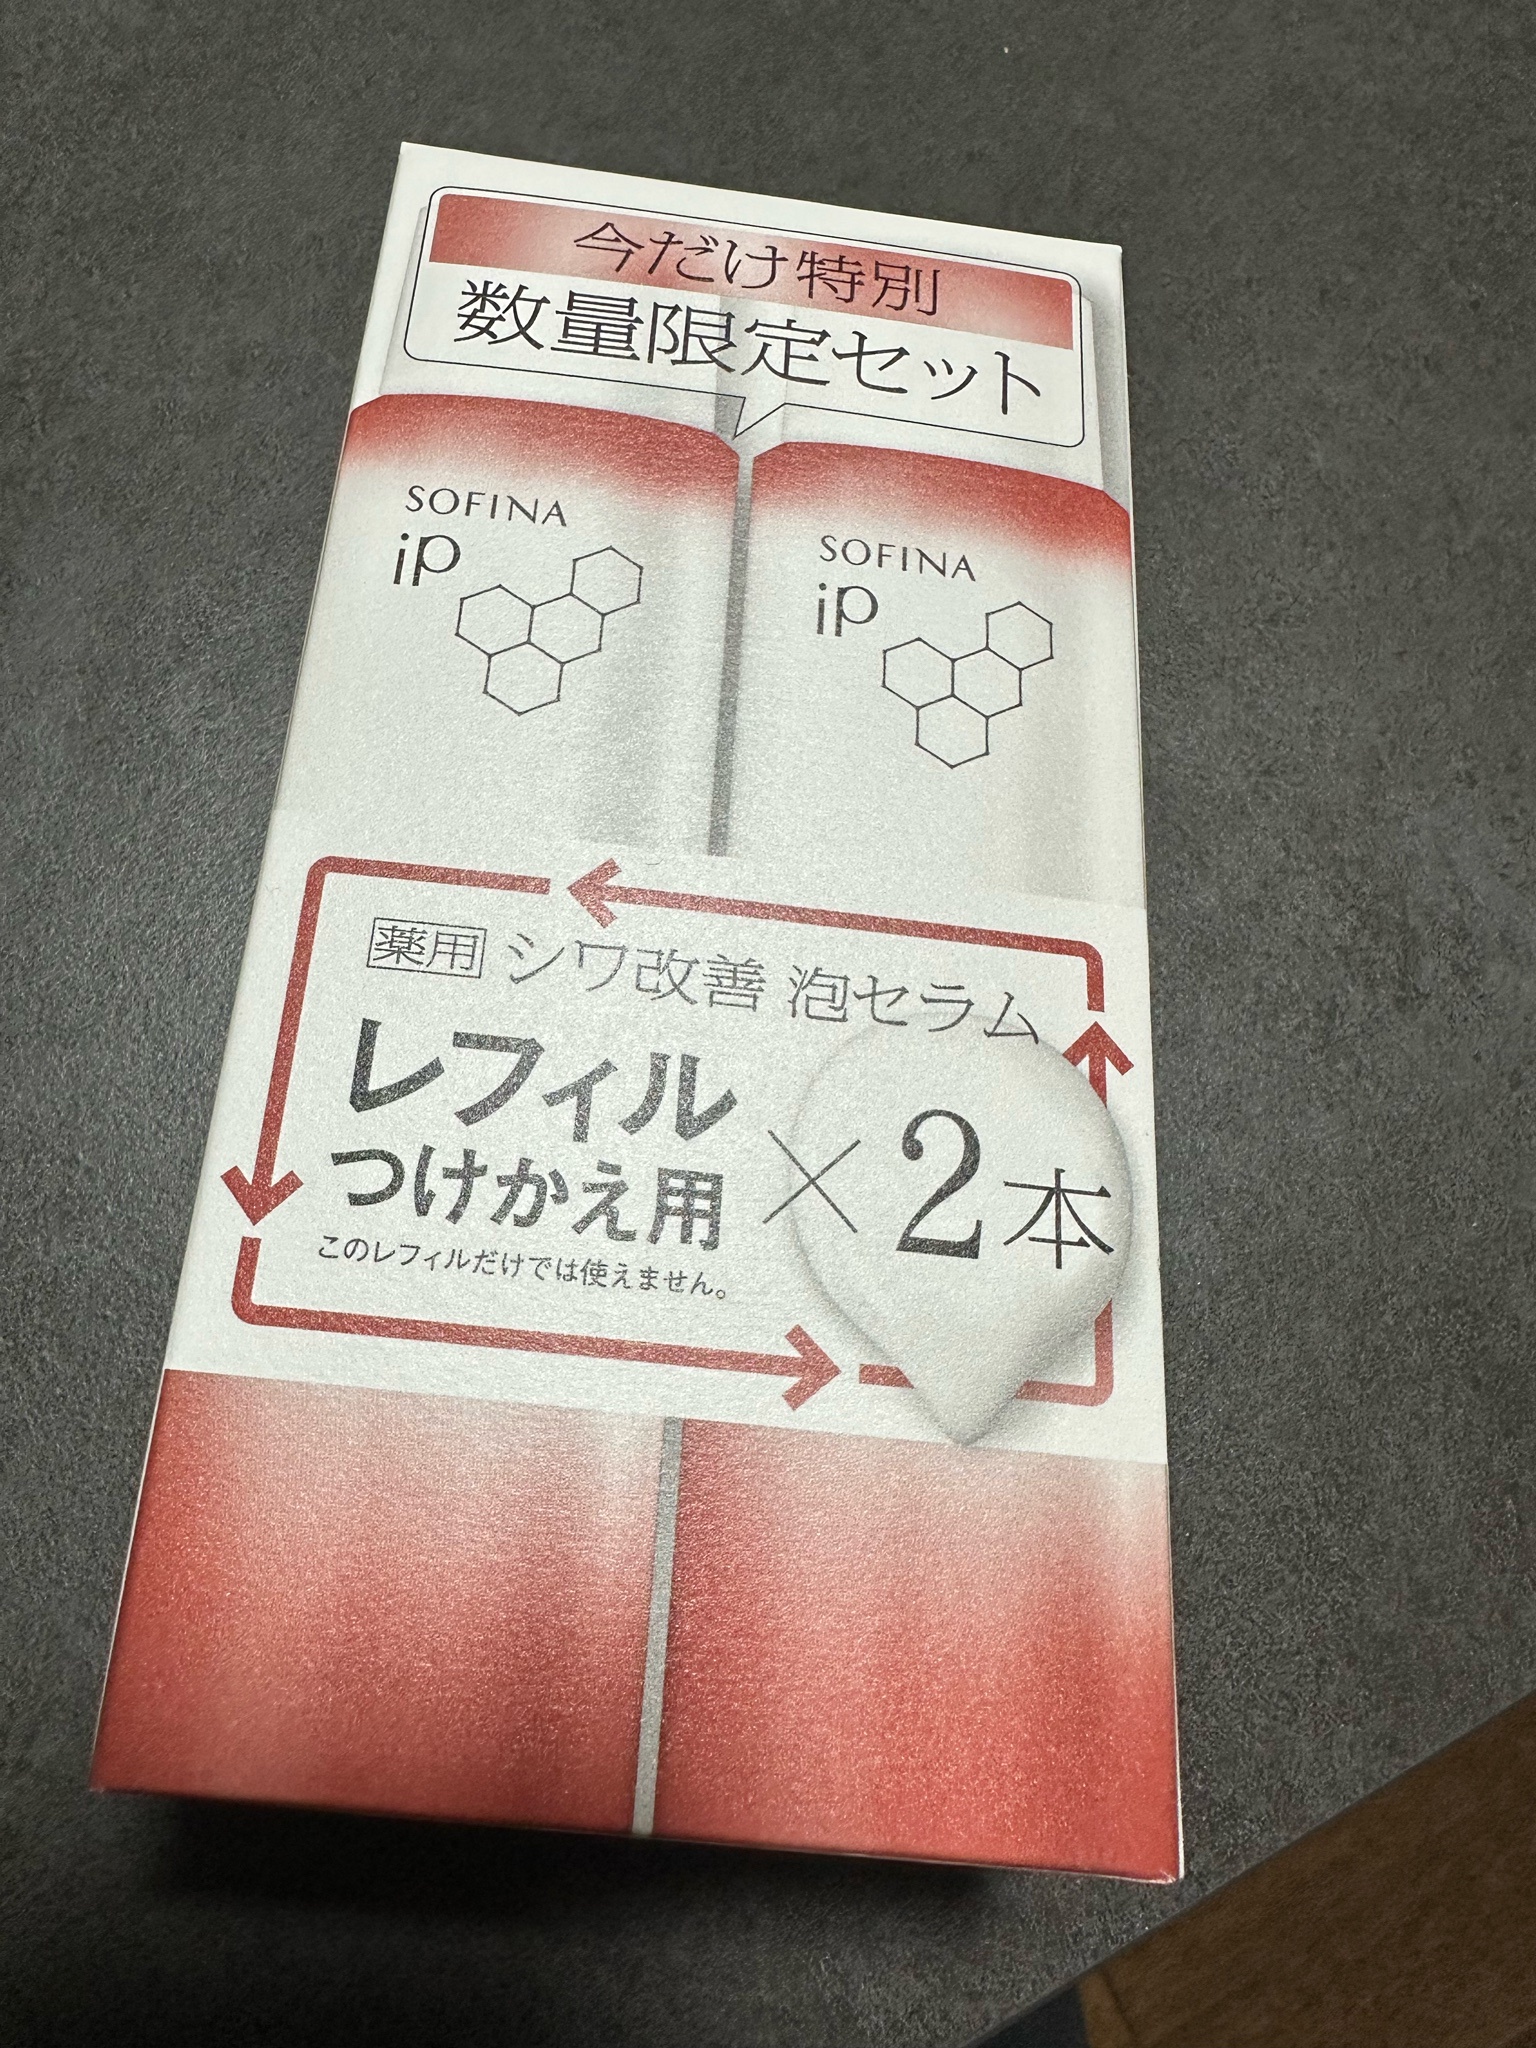 今だけ特別
数量限定セット
SOFINA
iP
SOFINA
iP
薬用 シワ改善 泡セラム
レフィル
つけかえ用
×2本
このレフィルだけでは使えません。